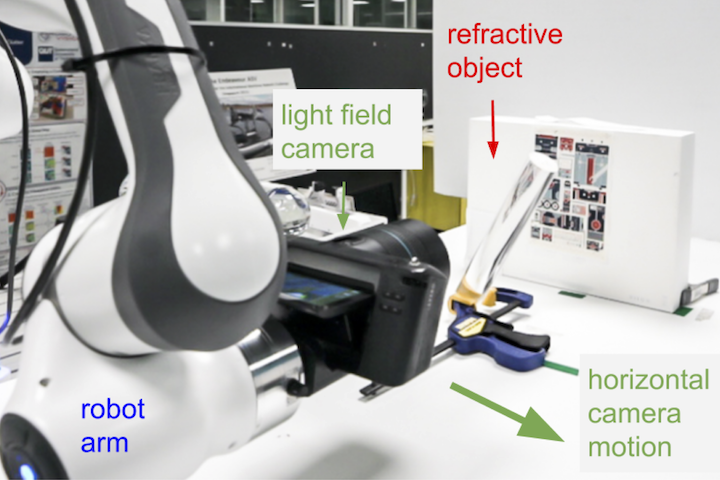 refractive
object
light field
camera
robot
arm
horizontal
camera
motion